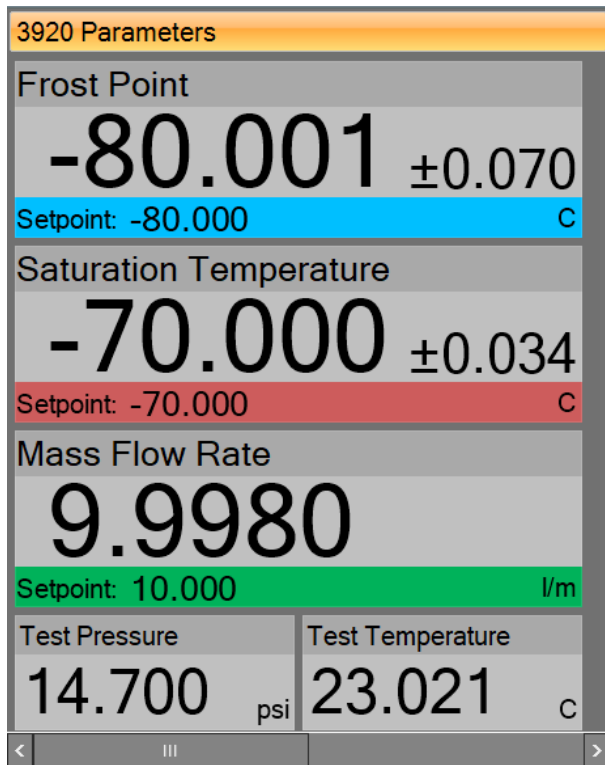 3920 Parameters
Frost Point
-80.001 ±0.070
Setpoint: -80.000 C
Saturation Temperature
-70.000 ±0.034
Setpoint: -70.000 C
Mass Flow Rate
9.9980
Setpoint: 10.000 l/m
Test Pressure
14.700 psi
Test Temperature
23.021 C